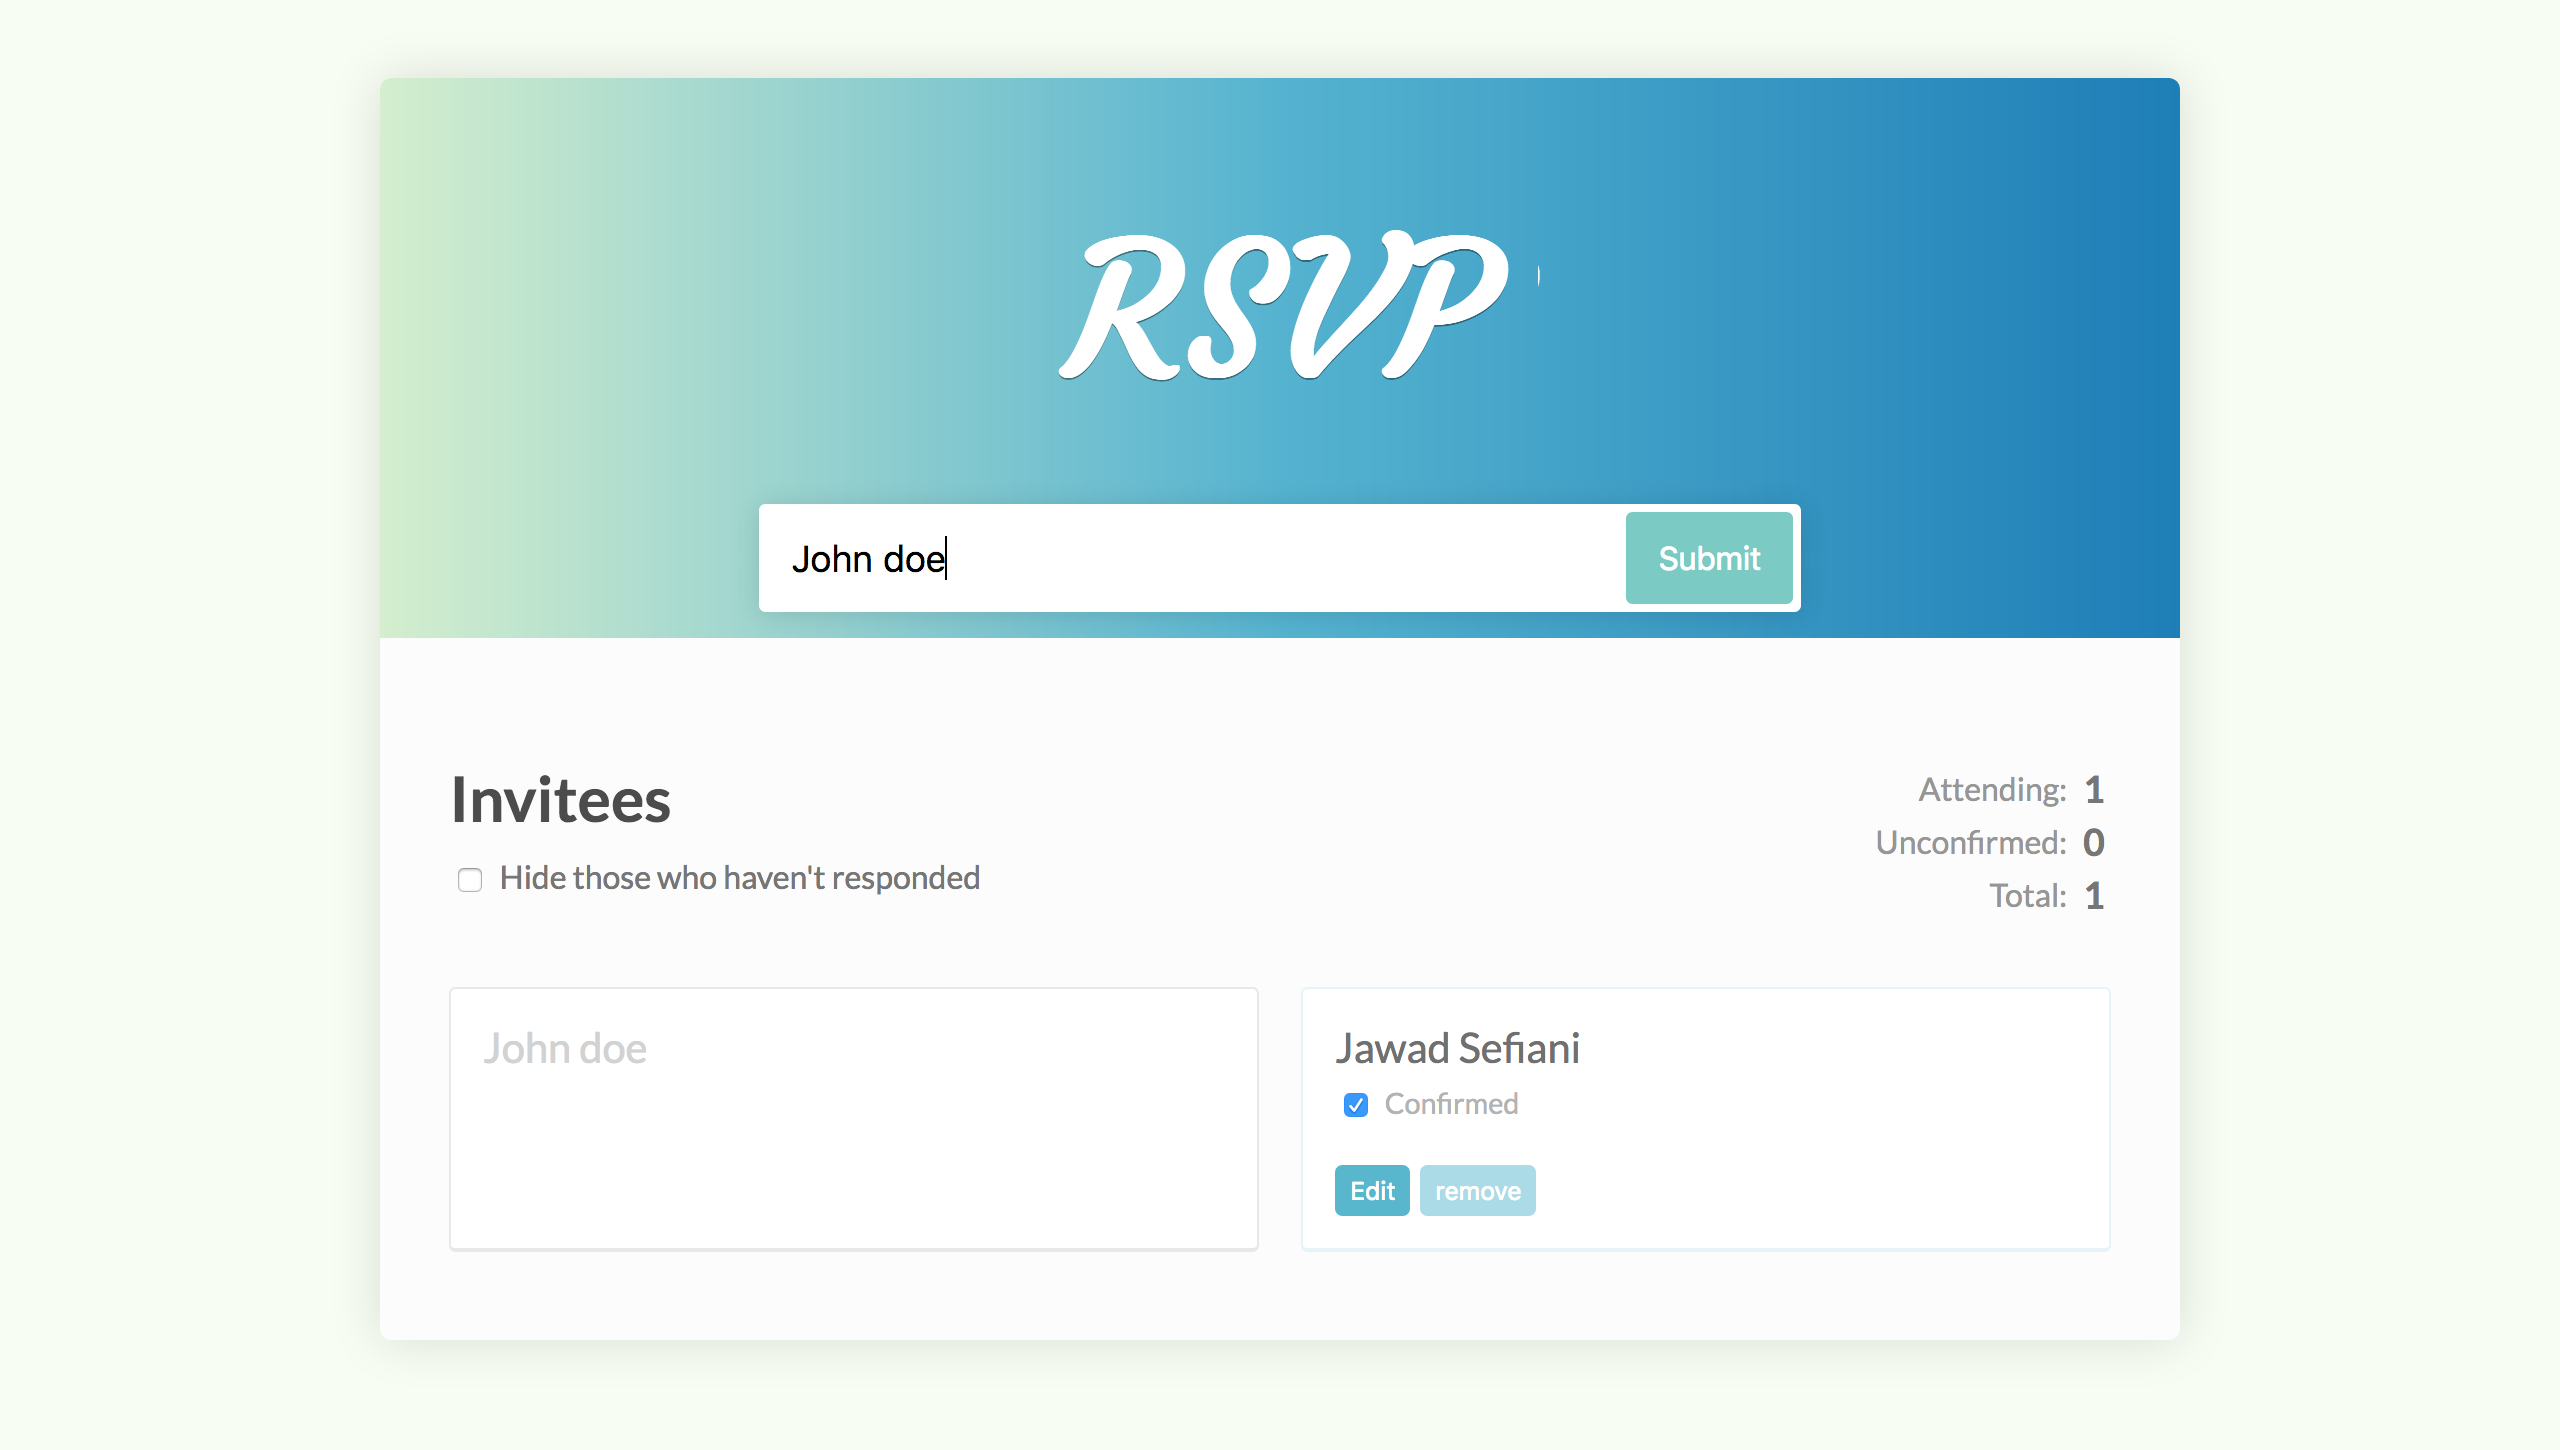 RSVP
John doe
Submit
Invitees
Hide those who haven't responded
Attending: 1
Unconfirmed: 0
Total: 1
John doe
Jawad Sefiani
Confirmed
Edit remove